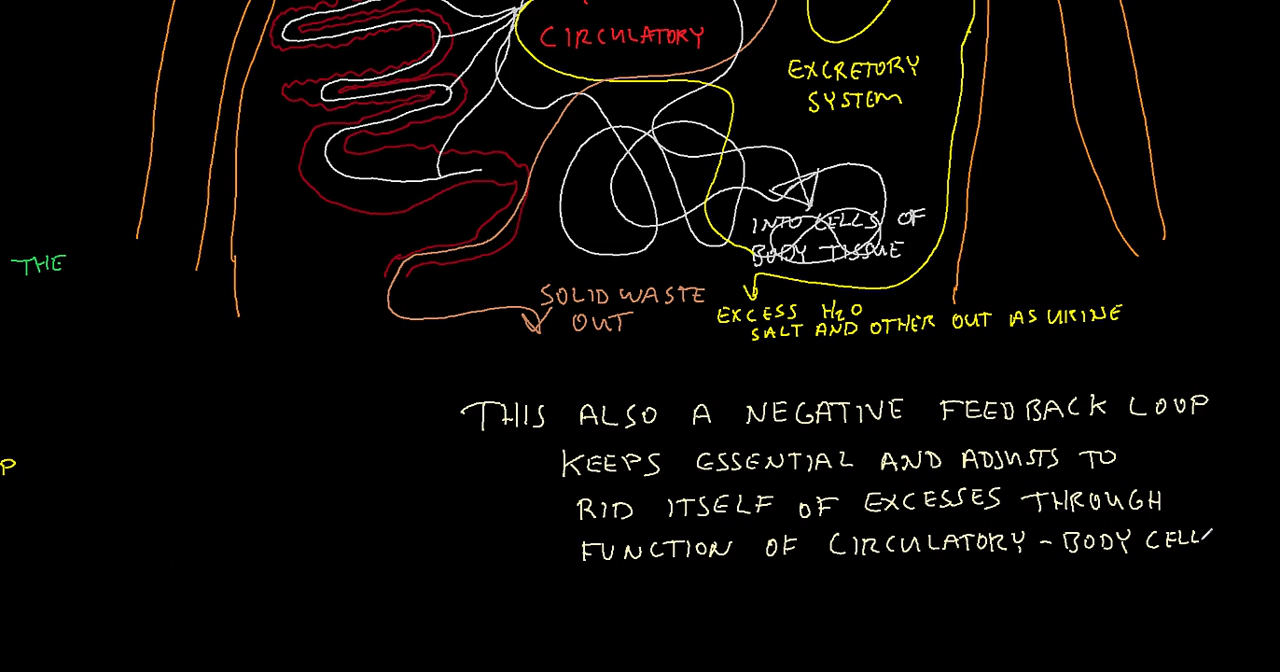 CIRCULATORY
EXCRETORY
SYSTEM
INTO CELLS OF
BODY TISSUE
THE
SOLID WASTE
OUT
EXCESS H2O
SALT AND OTHER OUT AS URINE
THIS ALSO A NEGATIVE FEEDBACK LOOP
P
KEEPS ESSENTIAL AND ADJUSTS TO
RID ITSELF OF EXCESSES THROUGH
FUNCTION OF CIRCULATORY - BODY CELL